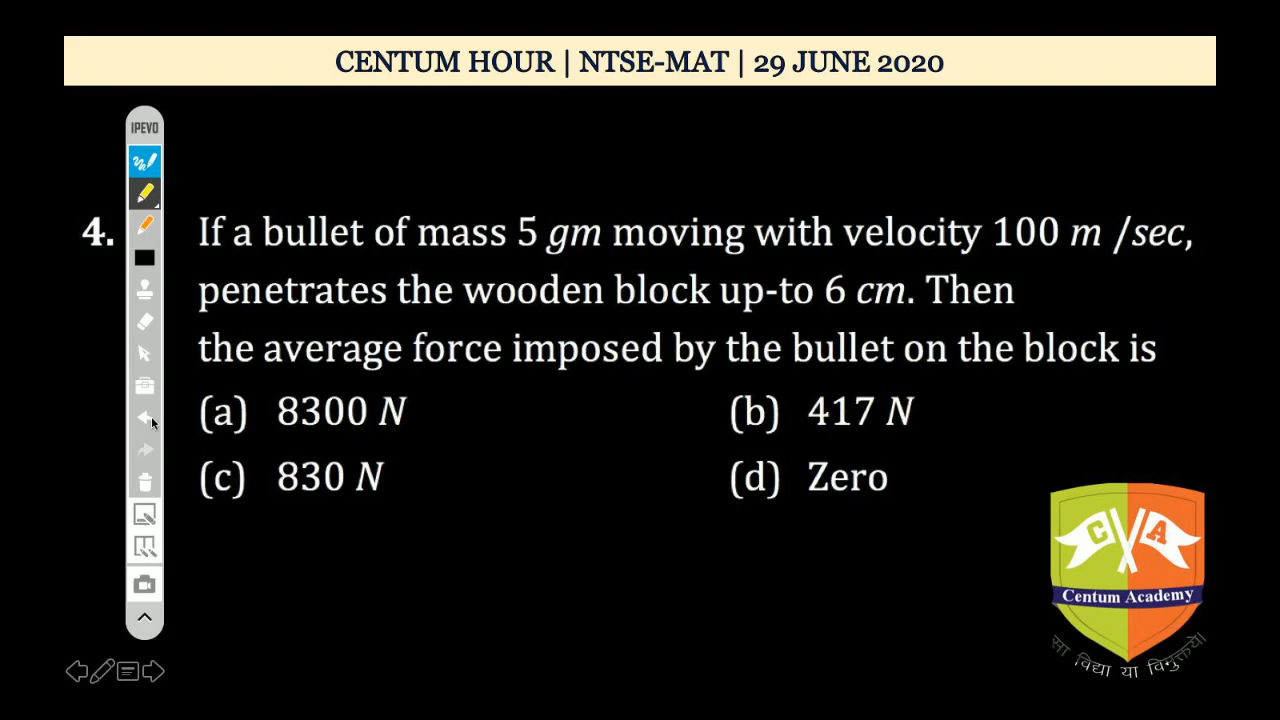 CENTUM HOUR | NTSE-MAT | 29 JUNE 2020
IPEVO
4. If a bullet of mass 5 gm moving with velocity 100 m /sec,
penetrates the wooden block up-to 6 cm. Then
the average force imposed by the bullet on the block is
(a) 8300 N (b) 417 N
(c) 830 N (d) Zero
C A
Centum Academy
सा विद्या या विमुक्तये